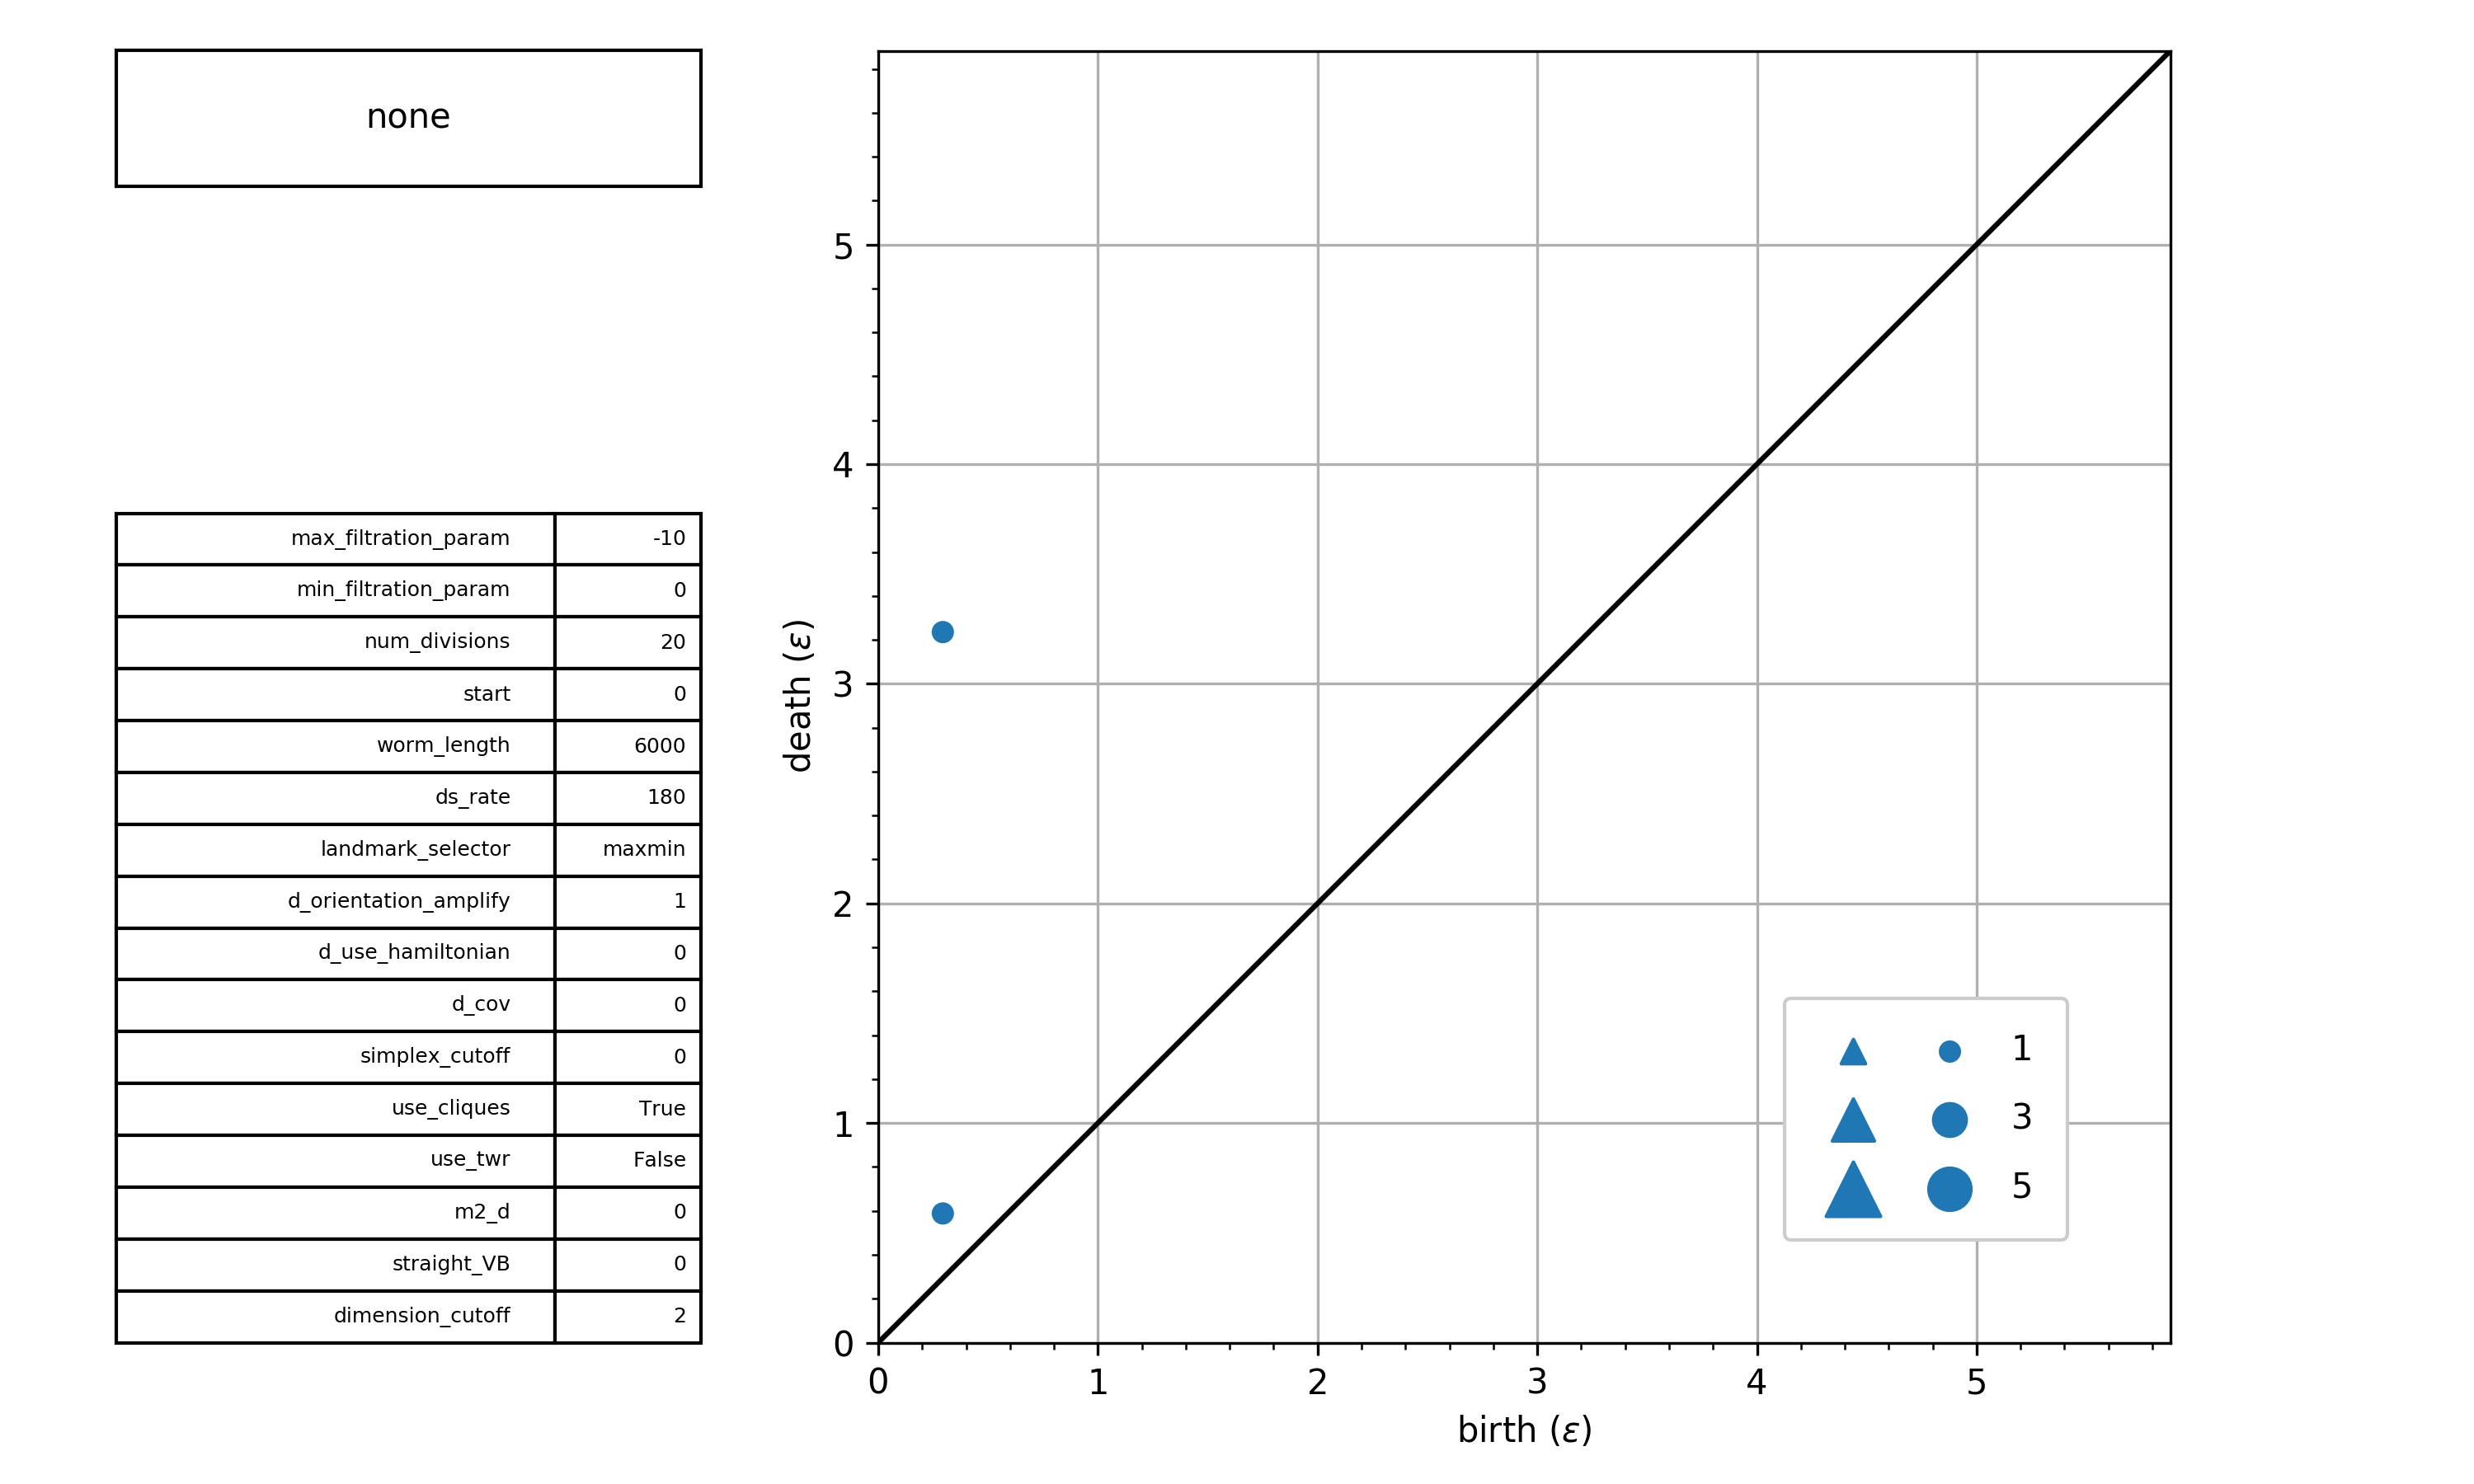 none
max_filtration_param -10
min_filtration_param 0
num_divisions 20
start 0
worm_length 6000
ds_rate 180
landmark_selector maxmin
d_orientation_amplify 1
d_use_hamiltonian 0
d_cov 0
simplex_cutoff 0
use_cliques True
use_twr False
m2_d 0
straight_VB 0
dimension_cutoff 2
death (ε)
5
4
3
2
1
0
0 1 2 3 4 5
birth (ε)
1
3
5